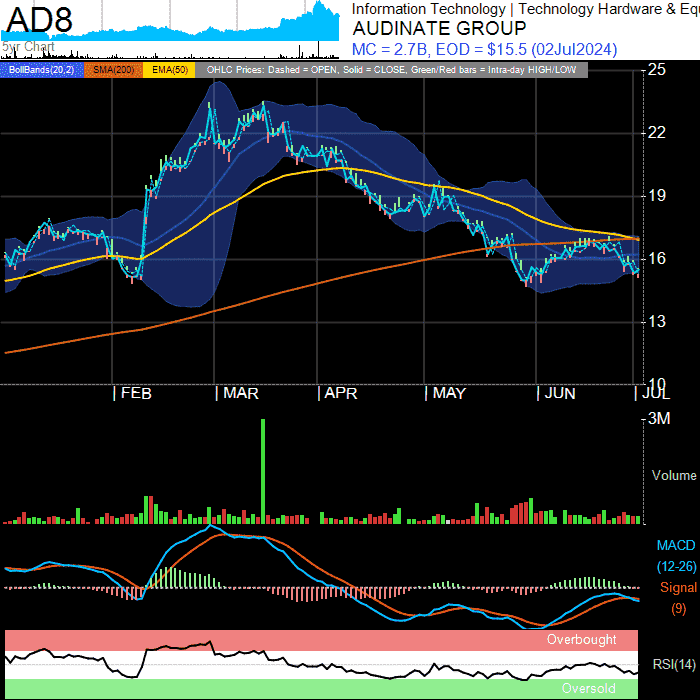 AD8
5yr Chart
Information Technology | Technology Hardware & Equ
AUDINATE GROUP
MC = 2.7B, EOD = $15.5 (02Jul2024)
BollBands(20,2) SMA(200) EMA(50) OHLC Prices: Dashed = OPEN, Solid = CLOSE, Green/Red bars = Intra-day HIGH/LOW
25
22
19
16
13
10
| FEB | MAR | APR | MAY | JUN | JUL
3M
Volume
MACD
(12-26)
Signal
(9)
Overbought
RSI(14)
Oversold